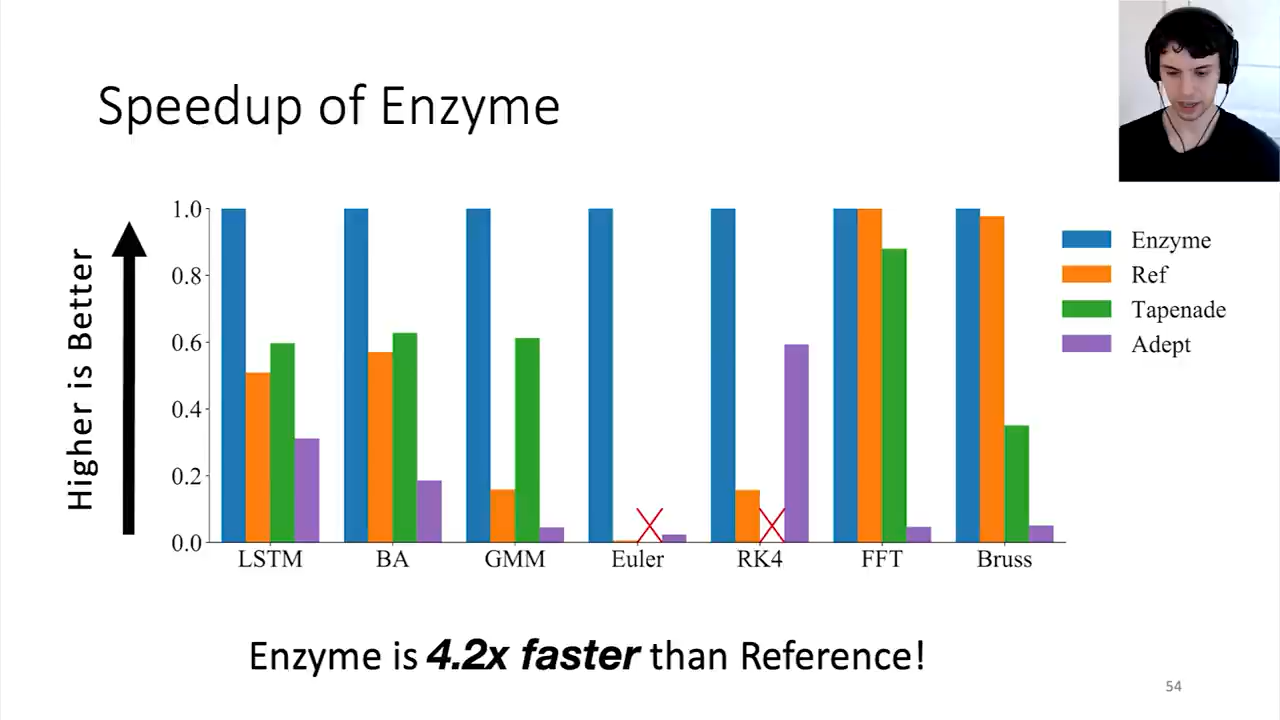 Speedup of Enzyme
Higher is Better
1.0
0.8
0.6
0.4
0.2
0.0
LSTM
BA
GMM
Euler
RK4
FFT
Bruss
Enzyme
Ref
Tapenade
Adept
Enzyme is 4.2x faster than Reference!
54